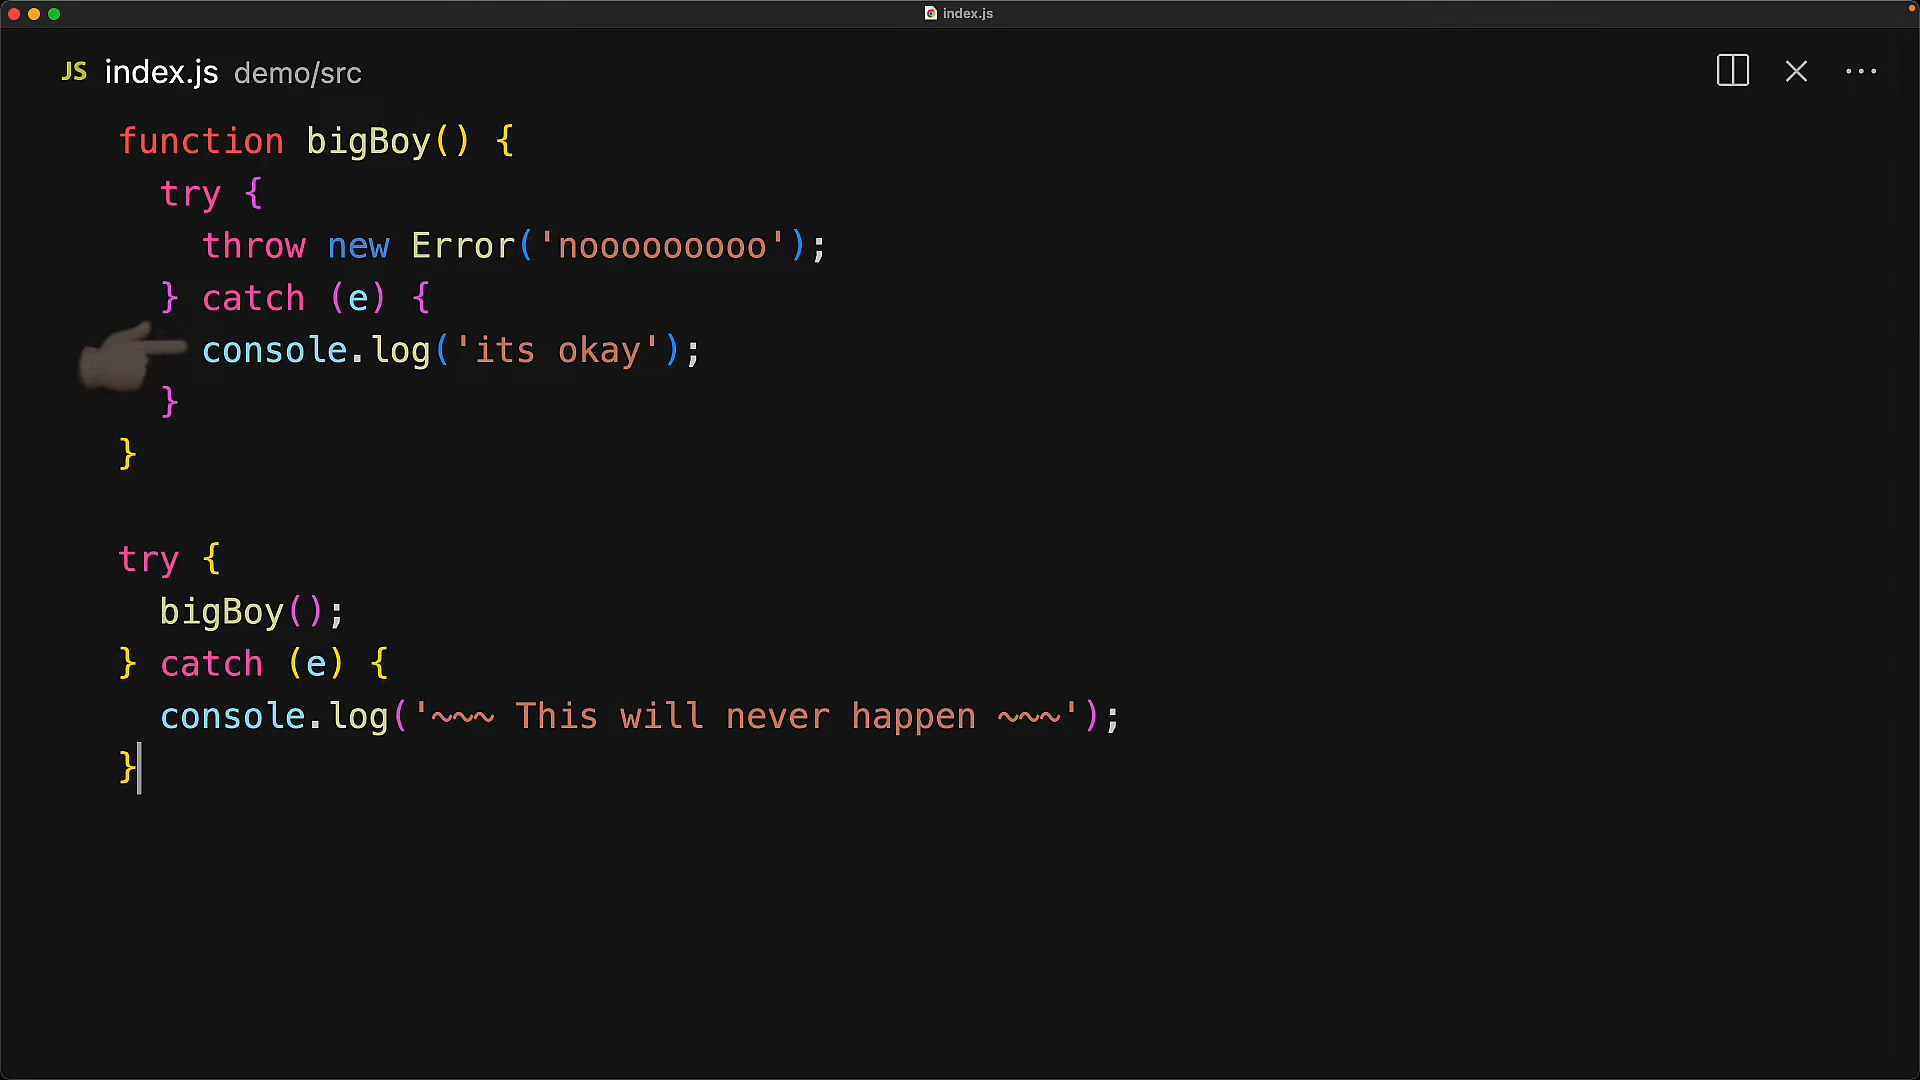 index.js
JS index.js demo/src
function bigBoy() {
  try {
    throw new Error('nooooooooo');
  } catch (e) {
    console.log('its okay');
  }
}
try {
  bigBoy();
} catch (e) {
  console.log('~~~ This will never happen ~~~');
}